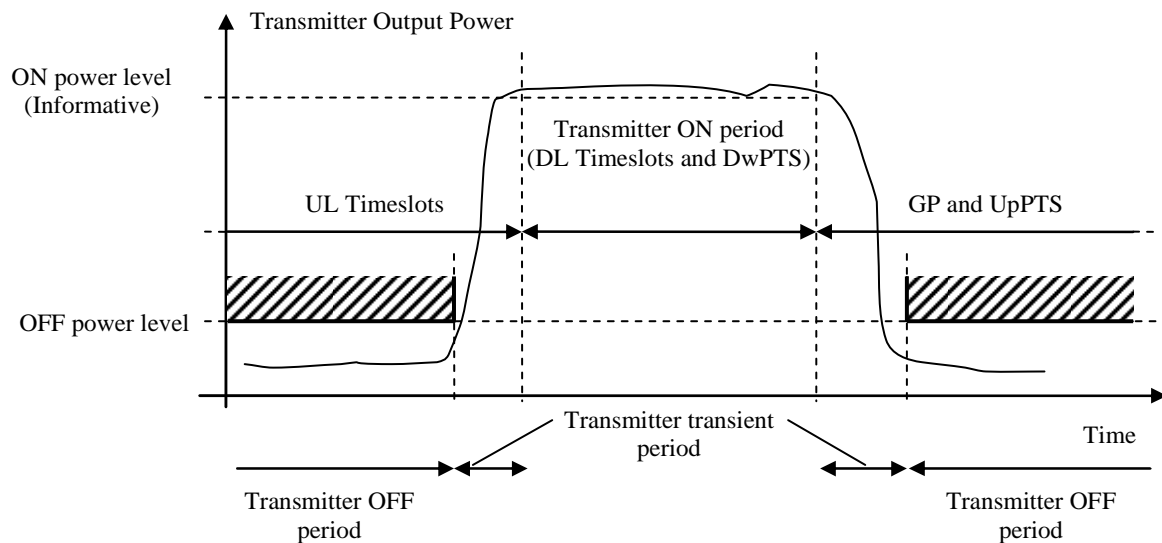 Transmitter Output Power
ON power level
(Informative)
Transmitter ON period
(DL Timeslots and DwPTS)
UL Timeslots
GP and UpPTS
OFF power level
Transmitter transient
period
Time
Transmitter OFF
period
Transmitter OFF
period